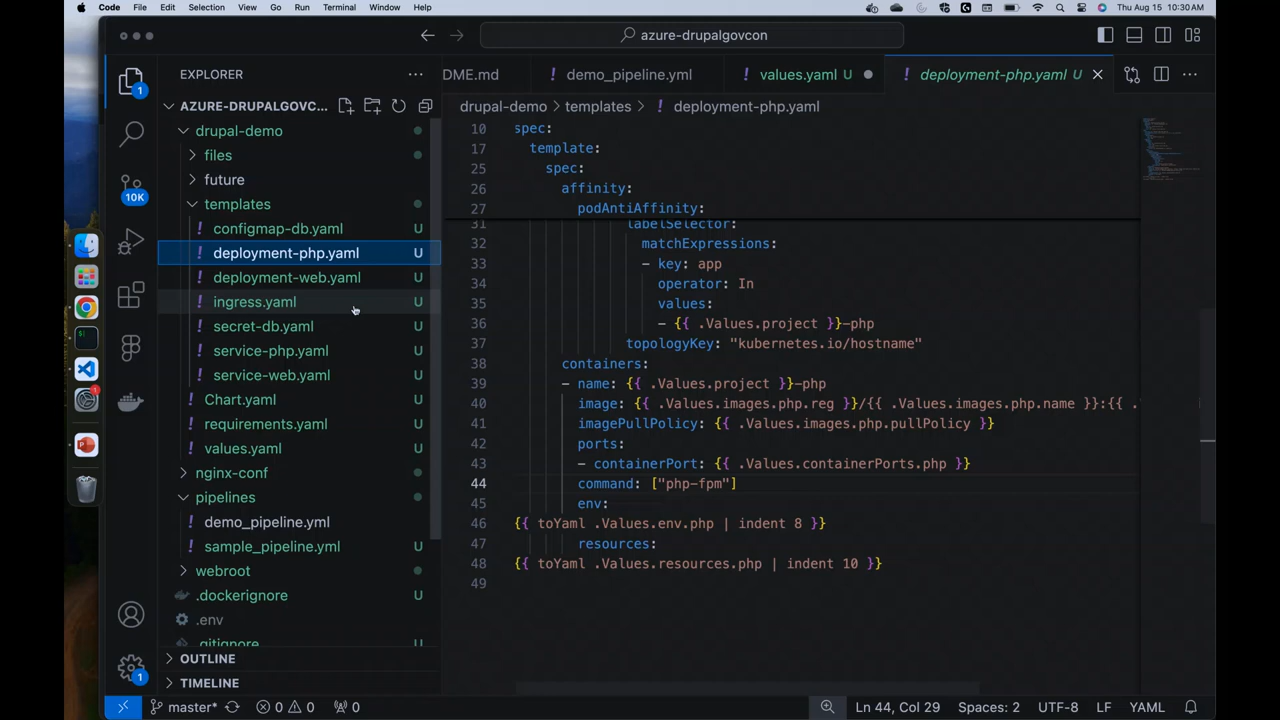 Code File Edit Selection View Go Run Terminal Window Help Thu Aug 15 10:30 AM
azure-drupalgovcon
EXPLORER
DME.md
demo_pipeline.yml
values.yaml U
deployment-php.yaml U
AZURE-DRUPALGOVC...
drupal-demo > templates > deployment-php.yaml
drupal-demo
files
future
templates
configmap-db.yaml U
deployment-php.yaml U
deployment-web.yaml U
ingress.yaml U
secret-db.yaml U
service-php.yaml U
service-web.yaml U
Chart.yaml U
requirements.yaml U
values.yaml U
nginx-conf
pipelines
demo_pipeline.yml
sample_pipeline.yml U
webroot
.dockerignore U
.env
.gitignore U
OUTLINE
TIMELINE
1
10K
1
1
10 spec:
17 template:
25 spec:
26 affinity:
27 podAntiAffinity:
31 labelSelector:
32 matchExpressions:
33 - key: app
34 operator: In
35 values:
36 - {{ .Values.project }}-php
37 topologyKey: "kubernetes.io/hostname"
38 containers:
39 - name: {{ .Values.project }}-php
40 image: {{ .Values.images.php.reg }}/{{ .Values.images.php.name }}:{{ .
41 imagePullPolicy: {{ .Values.images.php.pullPolicy }}
42 ports:
43 - containerPort: {{ .Values.containerPorts.php }}
44 command: ["php-fpm"]
45 env:
46 {{ toYaml .Values.env.php | indent 8 }}
47 resources:
48 {{ toYaml .Values.resources.php | indent 10 }}
49
master* 0 0 0 Ln 44, Col 29 Spaces: 2 UTF-8 LF YAML